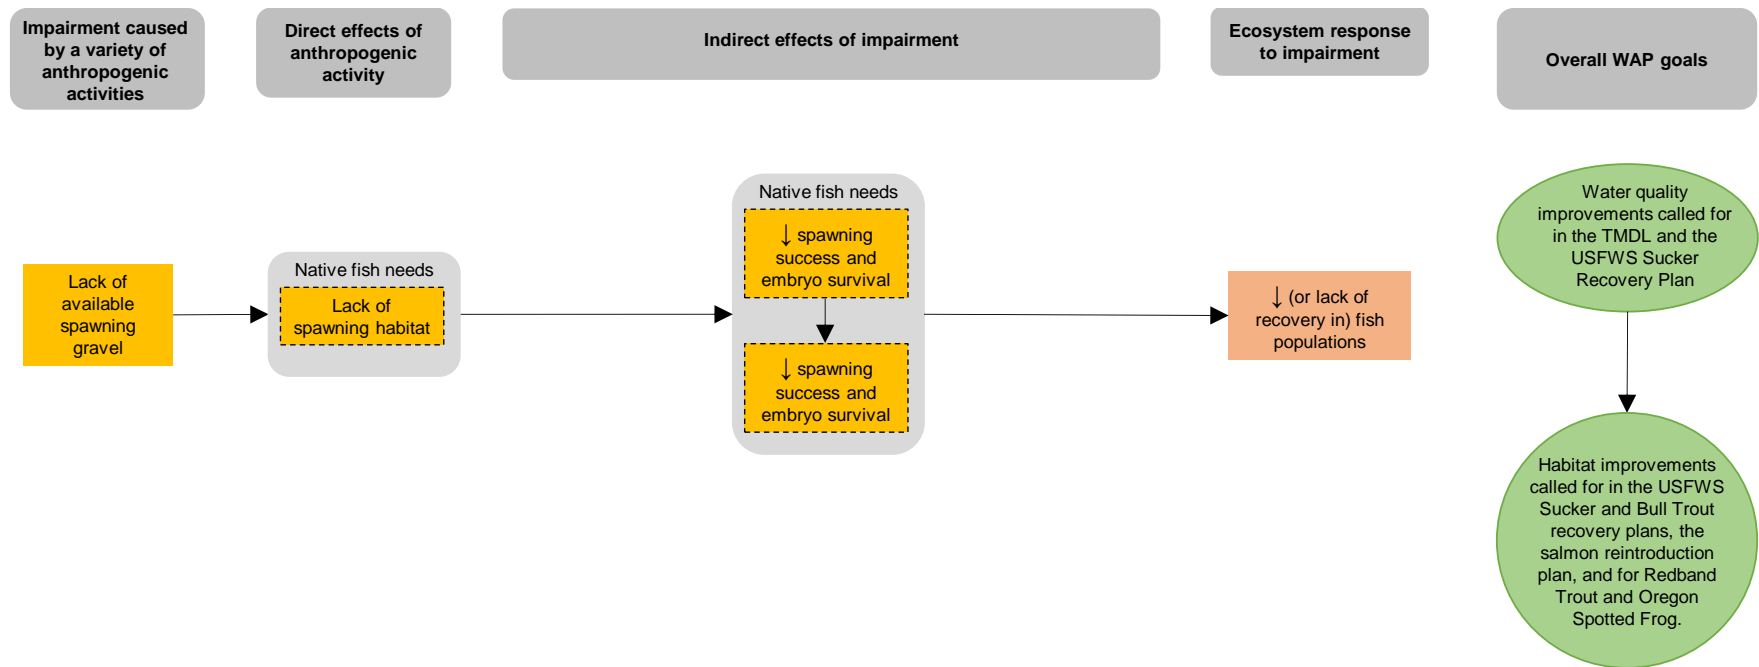 Impairment caused
by a variety of
anthropogenic
activities
Direct effects of
anthropogenic
activity
Indirect effects of impairment
Ecosystem response
to impairment
Overall WAP goals
Lack of
available
spawning
gravel
Native fish needs
Lack of
spawning habitat
Native fish needs
↓ spawning
success and
embryo survival
↓ spawning
success and
embryo survival
↓ (or lack of
recovery in) fish
populations
Water quality
improvements called for
in the TMDL and the
USFWS Sucker
Recovery Plan
Habitat improvements
called for in the USFWS
Sucker and Bull Trout
recovery plans, the
salmon reintroduction
plan, and for Redband
Trout and Oregon
Spotted Frog.